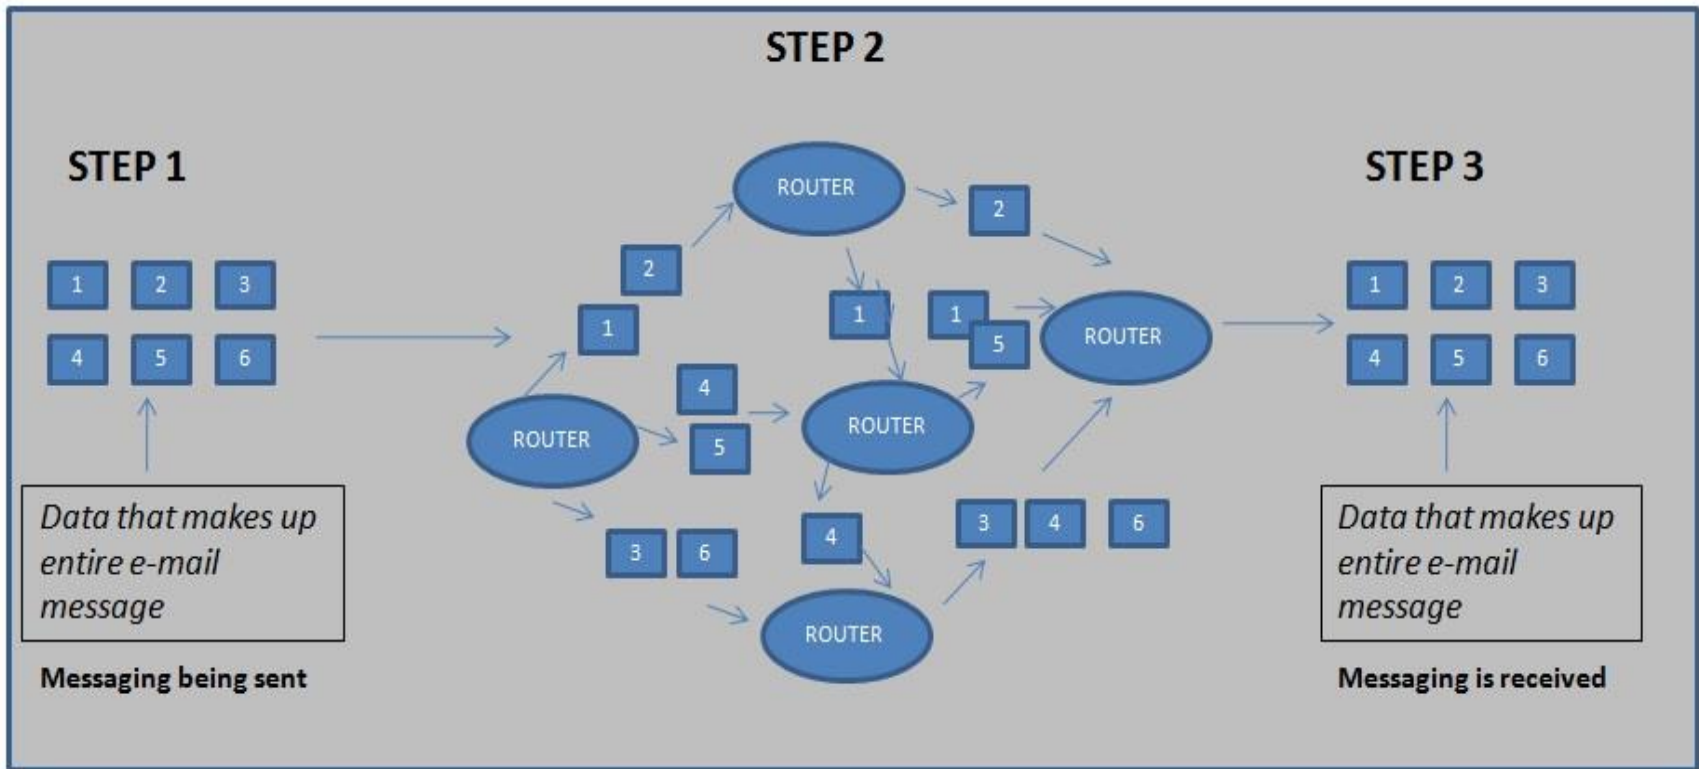 STEP 2
STEP 1
STEP 3
ROUTER
2
2
1 2 3
1
1
1
5
ROUTER
1 2 3
4 5 6
4
5
ROUTER
ROUTER
4 5 6
Data that makes up
entire e-mail
message
3 6
4
3 4 6
ROUTER
Data that makes up
entire e-mail
message
Messaging being sent
Messaging is received